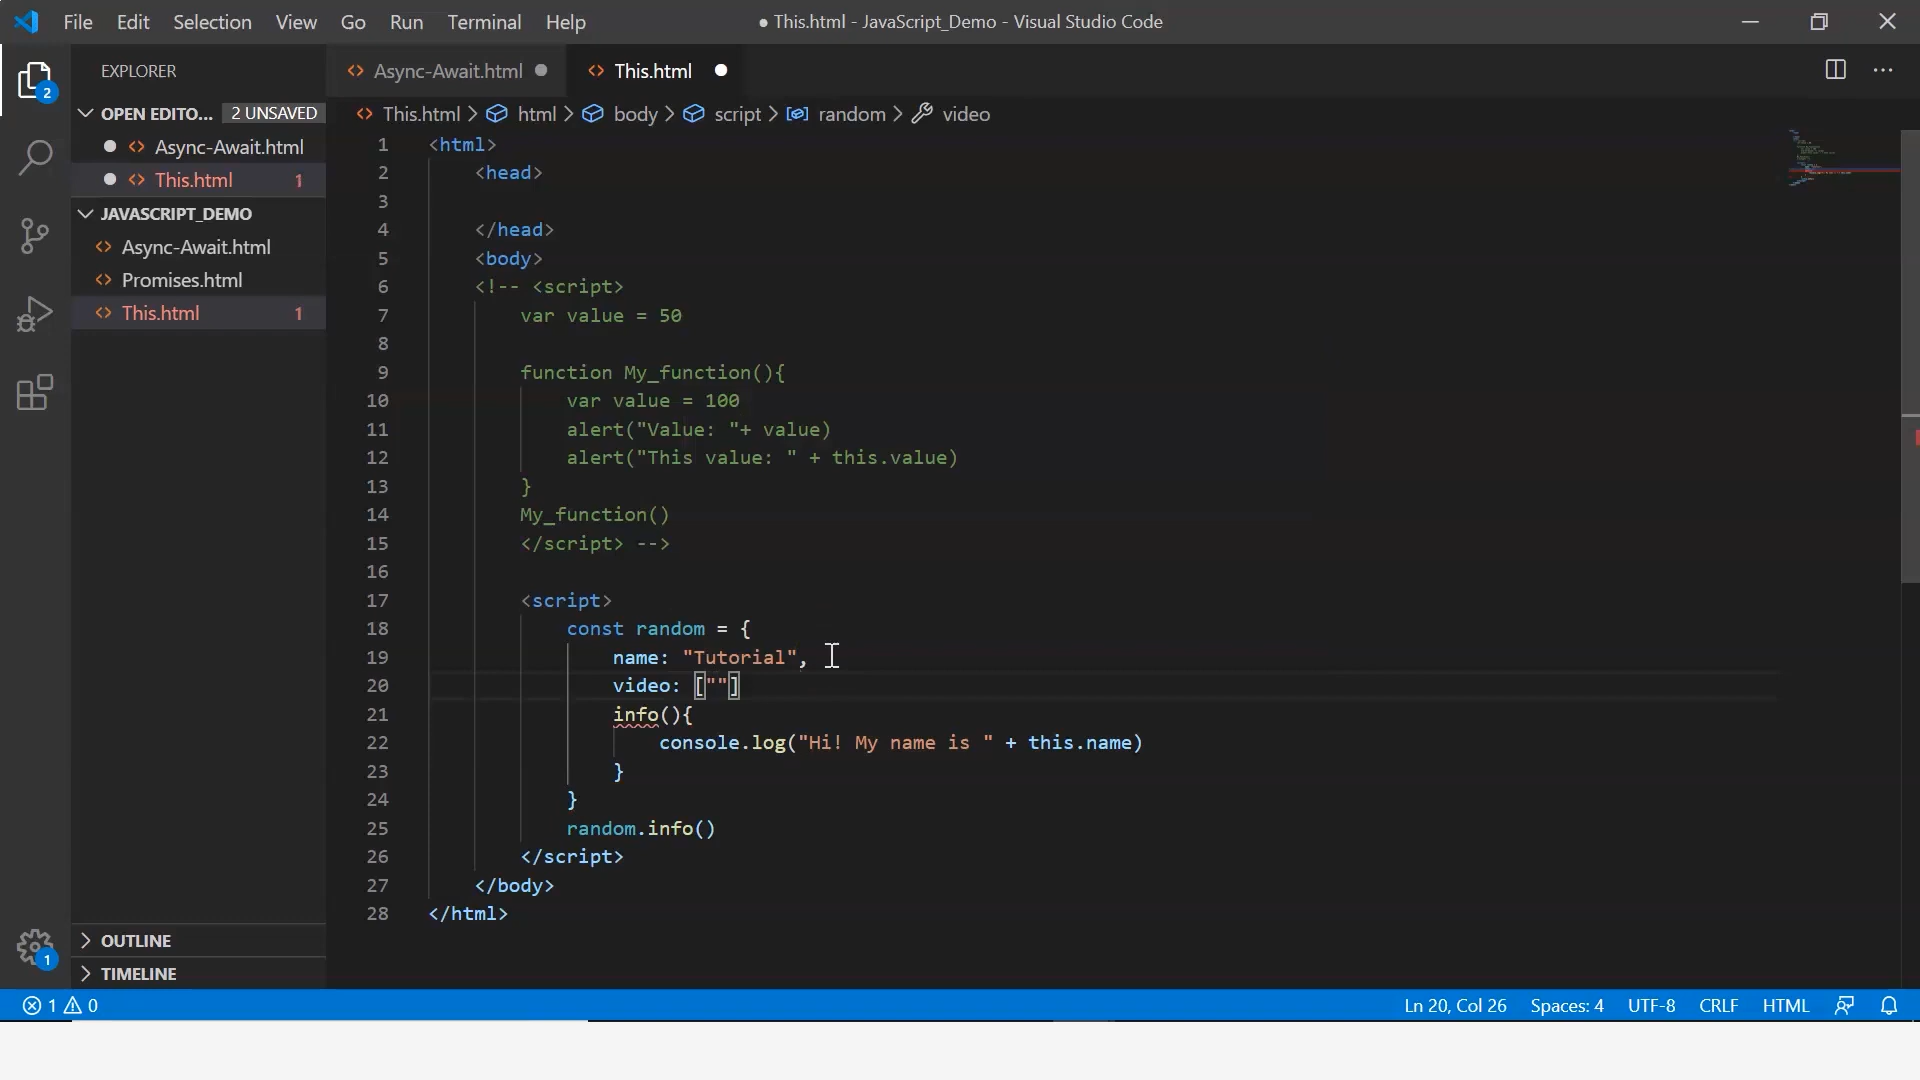 File Edit Selection View Go Run Terminal Help ● This.html - JavaScript_Demo - Visual Studio Code
EXPLORER
Async-Await.html
This.html
OPEN EDITO... 2 UNSAVED
This.html > html > body > script > random > video
Async-Await.html
This.html 1
JAVASCRIPT_DEMO
Async-Await.html
Promises.html
This.html 1
OUTLINE
TIMELINE
2
1
1 <html>
2 <head>
3
4 </head>
5 <body>
6 <!-- <script>
7 var value = 50
8
9 function My_function(){
10 var value = 100
11 alert("Value: "+ value)
12 alert("This value: " + this.value)
13 }
14 My_function()
15 </script> -->
16
17 <script>
18 const random = {
19 name: "Tutorial",
20 video: [""]
21 info(){
22 console.log("Hi! My name is " + this.name)
23 }
24 }
25 random.info()
26 </script>
27 </body>
28 </html>
1 0 Ln 20, Col 26 Spaces: 4 UTF-8 CRLF HTML